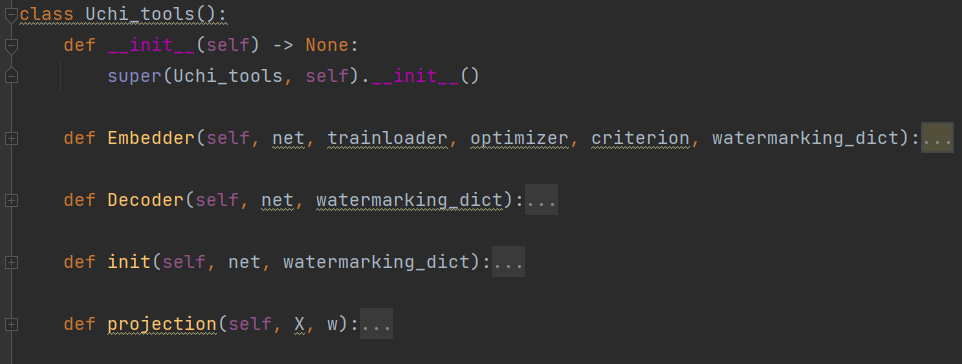 class Uchi_tools():
def __init__(self) -> None:
super(Uchi_tools, self).__init__()
def Embedder(self, net, trainloader, optimizer, criterion, watermarking_dict):...
def Decoder(self, net, watermarking_dict):...
def init(self, net, watermarking_dict):...
def projection(self, X, w):...